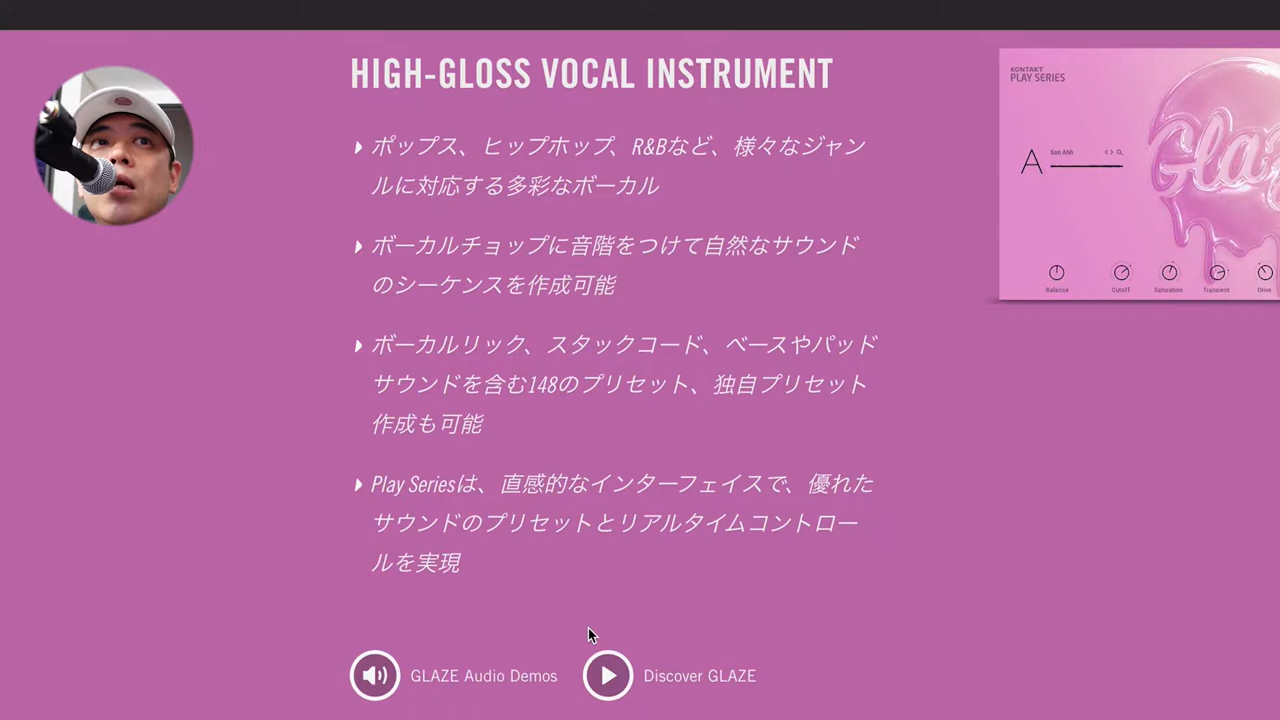 HIGH-GLOSS VOCAL INSTRUMENT
ポップス、ヒップホップ、R&Bなど、様々なジャン
ルに対応する多彩なボーカル
ボーカルチョップに音階をつけて自然なサウンド
のシーケンスを作成可能
ボーカルリック、スタックコード、ベースやパッド
サウンドを含む148のプリセット、独自プリセット
作成も可能
Play Seriesは、直感的なインターフェイスで、優れた
サウンドのプリセットとリアルタイムコントロー
ルを実現
GLAZE Audio Demos
Discover GLAZE
KONTAKT
PLAY SERIES
A
Son Ahh
Balance
Cutoff
Saturation
Transient
Drive